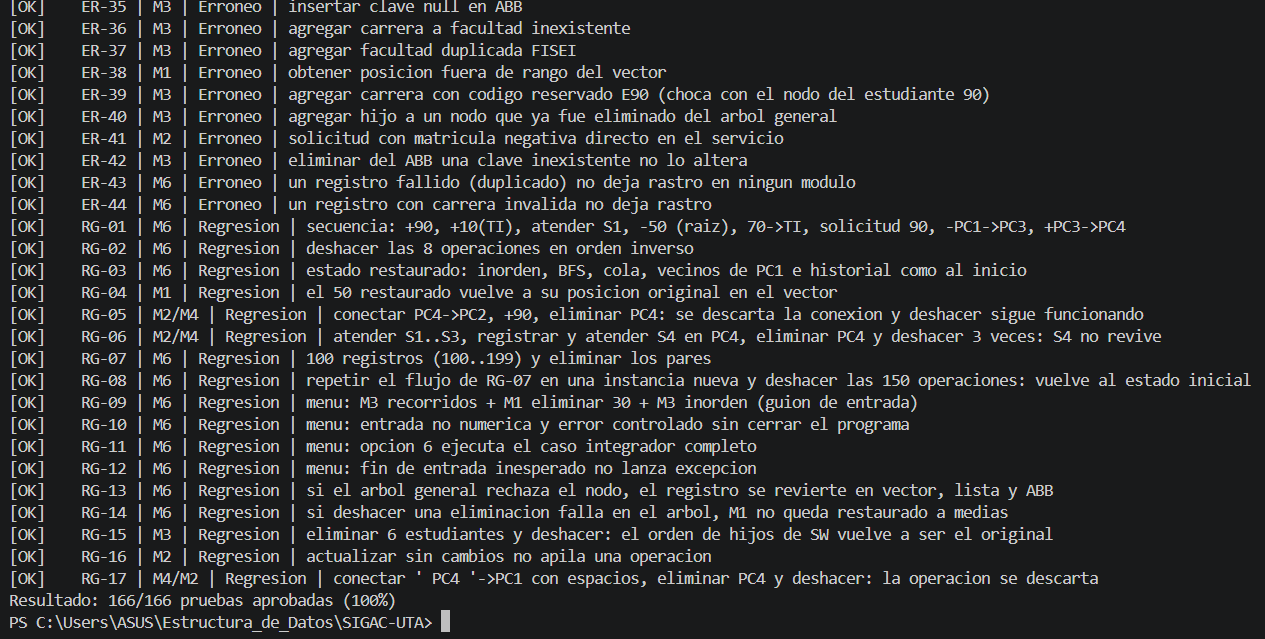 [OK]    ER-35 | M3 | Erroneo | insertar clave null en ABB
[OK]    ER-36 | M3 | Erroneo | agregar carrera a facultad inexistente
[OK]    ER-37 | M3 | Erroneo | agregar facultad duplicada FISEI
[OK]    ER-38 | M1 | Erroneo | obtener posicion fuera de rango del vector
[OK]    ER-39 | M3 | Erroneo | agregar carrera con codigo reservado E90 (choca con el nodo del estudiante 90)
[OK]    ER-40 | M3 | Erroneo | agregar hijo a un nodo que ya fue eliminado del arbol general
[OK]    ER-41 | M2 | Erroneo | solicitud con matricula negativa directo en el servicio
[OK]    ER-42 | M3 | Erroneo | eliminar del ABB una clave inexistente no lo altera
[OK]    ER-43 | M6 | Erroneo | un registro fallido (duplicado) no deja rastro en ningun modulo
[OK]    ER-44 | M6 | Erroneo | un registro con carrera invalida no deja rastro
[OK]    RG-01 | M6 | Regresion | secuencia: +90, +10(TI), atender S1, -50 (raiz), 70->TI, solicitud 90, -PC1->PC3, +PC3->PC4
[OK]    RG-02 | M6 | Regresion | deshacer las 8 operaciones en orden inverso
[OK]    RG-03 | M6 | Regresion | estado restaurado: inorden, BFS, cola, vecinos de PC1 e historial como al inicio
[OK]    RG-04 | M1 | Regresion | el 50 restaurado vuelve a su posicion original en el vector
[OK]    RG-05 | M2/M4 | Regresion | conectar PC4->PC2, +90, eliminar PC4: se descarta la conexion y deshacer sigue funcionando
[OK]    RG-06 | M2/M4 | Regresion | atender S1..S3, registrar y atender S4 en PC4, eliminar PC4 y deshacer 3 veces: S4 no revive
[OK]    RG-07 | M6 | Regresion | 100 registros (100..199) y eliminar los pares
[OK]    RG-08 | M6 | Regresion | repetir el flujo de RG-07 en una instancia nueva y deshacer las 150 operaciones: vuelve al estado inicial
[OK]    RG-09 | M6 | Regresion | menu: M3 recorridos + M1 eliminar 30 + M3 inorden (guion de entrada)
[OK]    RG-10 | M6 | Regresion | menu: entrada no numerica y error controlado sin cerrar el programa
[OK]    RG-11 | M6 | Regresion | menu: opcion 6 ejecuta el caso integrador completo
[OK]    RG-12 | M6 | Regresion | menu: fin de entrada inesperado no lanza excepcion
[OK]    RG-13 | M6 | Regresion | si el arbol general rechaza el nodo, el registro se revierte en vector, lista y ABB
[OK]    RG-14 | M6 | Regresion | si deshacer una eliminacion falla en el arbol, M1 no queda restaurado a medias
[OK]    RG-15 | M3 | Regresion | eliminar 6 estudiantes y deshacer: el orden de hijos de SW vuelve a ser el original
[OK]    RG-16 | M2 | Regresion | actualizar sin cambios no apila una operacion
[OK]    RG-17 | M4/M2 | Regresion | conectar ' PC4 '->PC1 con espacios, eliminar PC4 y deshacer: la operacion se descarta
Resultado: 166/166 pruebas aprobadas (100%)
PS C:\Users\ASUS\Estructura_de_Datos\SIGAC-UTA>